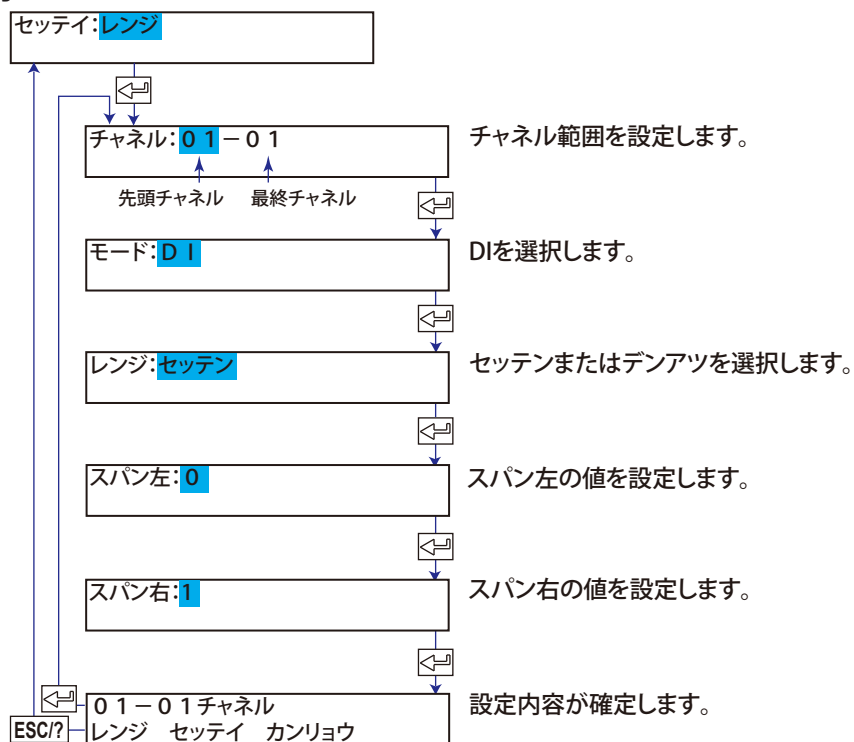 セッテイ:レンジ
チャネル:01-01
チャネル範囲を設定します。
先頭チャネル 最終チャネル
モード:DI
DIを選択します。
レンジ:セッテン
セッテンまたはデンアツを選択します。
スパン左:0
スパン左の値を設定します。
スパン右:1
スパン右の値を設定します。
01-01チャネル
設定内容が確定します。
ESC/?
レンジ セッテイ カンリョウ